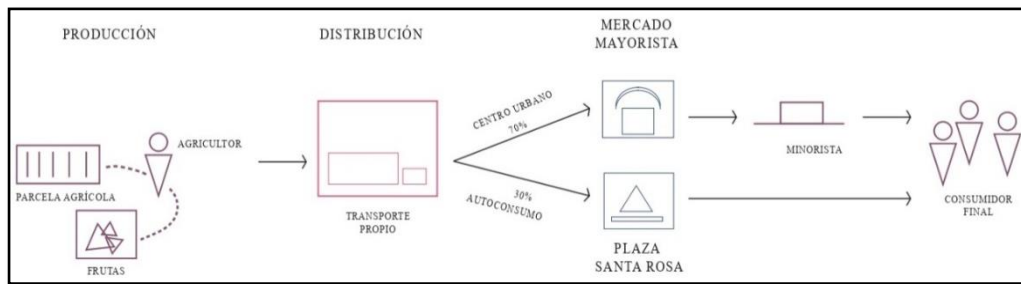 PRODUCCIÓN
DISTRIBUCIÓN
MERCADO
MAYORISTA
CENTRO URBANO
70%
AGRICULTOR
MINORISTA
PARCELA AGRÍCOLA
30%
AUTOCONSUMO
CONSUMIDOR
FINAL
TRANSPORTE
PROPIO
PLAZA
SANTA ROSA
FRUTAS